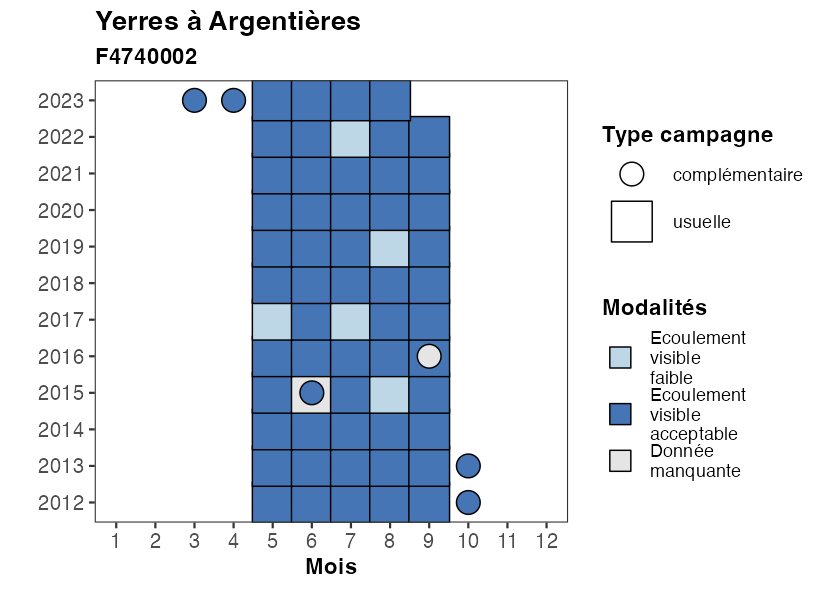 Yerres à Argentières
F4740002
2023
2022
2021
2020
2019
2018
2017
2016
2015
2014
2013
2012
1 2 3 4 5 6 7 8 9 10 11 12
Mois
Type campagne
complémentaire
usuelle
Modalités
Ecoulement
visible
faible
Ecoulement
visible
acceptable
Donnée
manquante